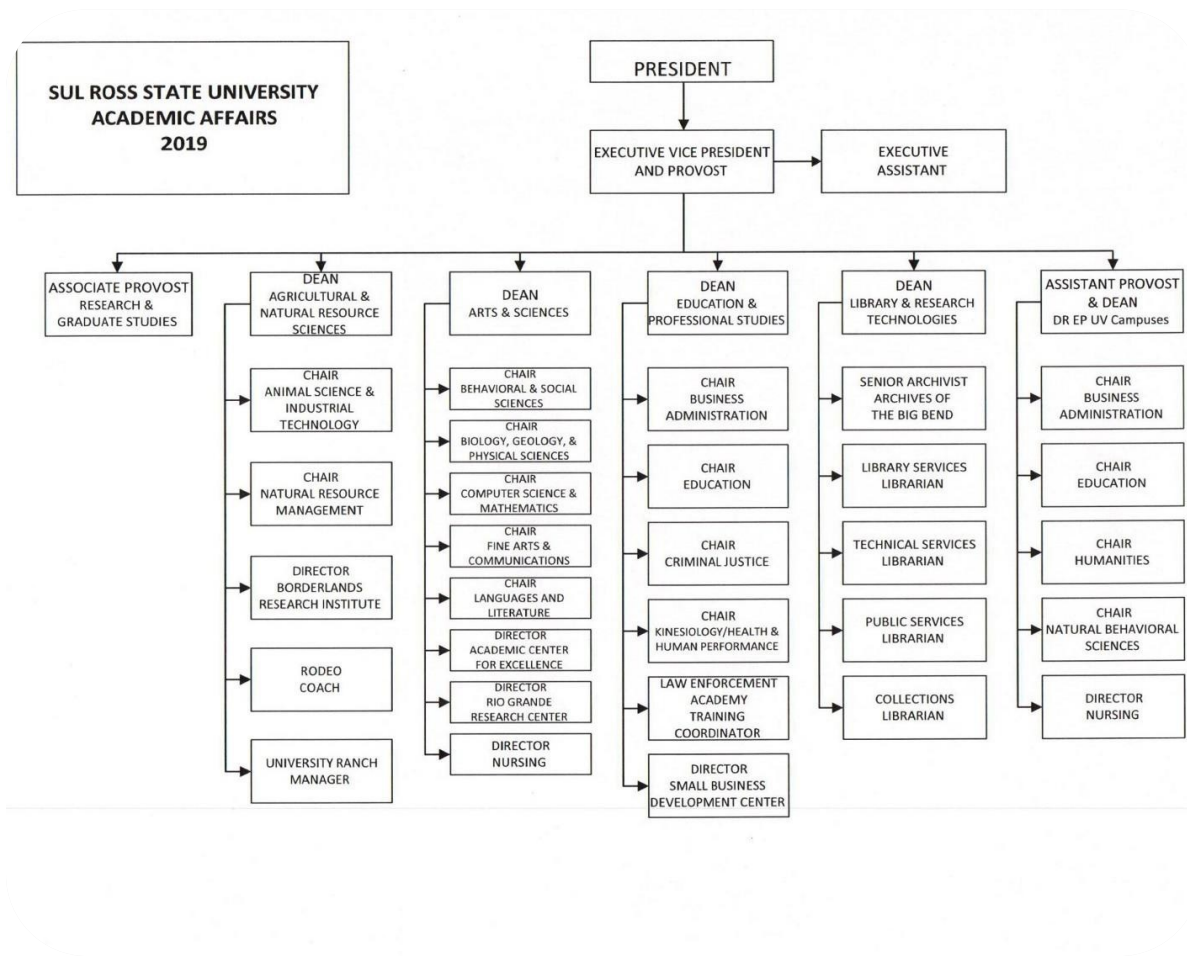 SUL ROSS STATE UNIVERSITY
ACADEMIC AFFAIRS
2019
PRESIDENT
EXECUTIVE VICE PRESIDENT
AND PROVOST
EXECUTIVE
ASSISTANT
ASSOCIATE PROVOST
RESEARCH &
GRADUATE STUDIES
DEAN
AGRICULTURAL &
NATURAL RESOURCE
SCIENCES
CHAIR
ANIMAL SCIENCE &
INDUSTRIAL
TECHNOLOGY
CHAIR
NATURAL RESOURCE
MANAGEMENT
DIRECTOR
BORDERLANDS
RESEARCH INSTITUTE
RODEO
COACH
UNIVERSITY RANCH
MANAGER
DEAN
ARTS & SCIENCES
CHAIR
BEHAVIORAL & SOCIAL
SCIENCES
CHAIR
BIOLOGY, GEOLOGY, &
PHYSICAL SCIENCES
CHAIR
COMPUTER SCIENCE &
MATHEMATICS
CHAIR
FINE ARTS &
COMMUNICATIONS
CHAIR
LANGUAGES AND
LITERATURE
DIRECTOR
ACADEMIC CENTER
FOR EXCELLENCE
DIRECTOR
RIO GRANDE
RESEARCH CENTER
DIRECTOR
NURSING
DEAN
EDUCATION &
PROFESSIONAL STUDIES
CHAIR
BUSINESS
ADMINISTRATION
CHAIR
EDUCATION
CHAIR
CRIMINAL JUSTICE
CHAIR
KINESIOLOGY/HEALTH &
HUMAN PERFORMANCE
LAW ENFORCEMENT
ACADEMY
TRAINING
COORDINATOR
DIRECTOR
SMALL BUSINESS
DEVELOPMENT CENTER
DEAN
LIBRARY & RESEARCH
TECHNOLOGIES
SENIOR ARCHIVIST
ARCHIVES OF
THE BIG BEND
LIBRARY SERVICES
LIBRARIAN
TECHNICAL SERVICES
LIBRARIAN
PUBLIC SERVICES
LIBRARIAN
COLLECTIONS
LIBRARIAN
ASSISTANT PROVOST
& DEAN
DR EP UV Campuses
CHAIR
BUSINESS
ADMINISTRATION
CHAIR
EDUCATION
CHAIR
HUMANITIES
CHAIR
NATURAL BEHAVIORAL
SCIENCES
DIRECTOR
NURSING